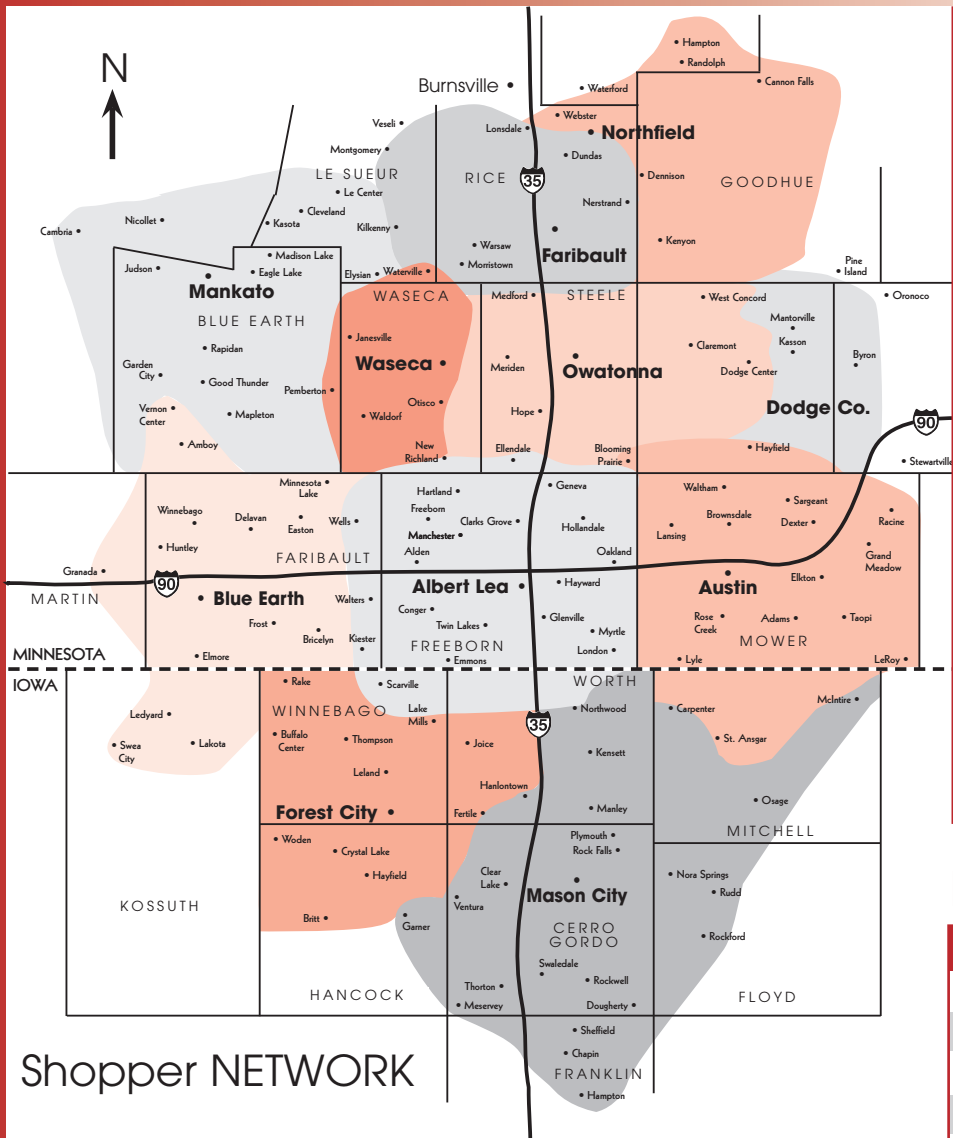 N
Hampton
Randolph
Burnsville
Waterford
Cannon Falls
Webster
Veseli
Lonsdale
Northfield
Montgomery
Dundas
LE SUEUR
RICE
35
Dennison
GOODHUE
Le Center
Nerstrand
Cleveland
Nicollet
Kasota
Kilkenny
Cambria
Faribault
Kenyon
Warsaw
Madison Lake
Morristown
Pine
Island
Judson
Eagle Lake
Elysian
Waterville
Mankato
WASECA
Medford
STEELE
West Concord
Oronoco
BLUE EARTH
Mantorville
Janesville
Kasson
Rapidan
Claremont
Byron
Waseca
Meriden
Owatonna
Dodge Center
Garden
City
Good Thunder
Pemberton
Otisco
Dodge Co.
Vernon
Center
Mapleton
Waldorf
Hope
90
Amboy
New
Richland
Ellendale
Blooming
Prairie
Hayfield
Stewartville
Minnesota
Lake
Hartland
Geneva
Waltham
Sargeant
Winnebago
Delavan
Easton
Wells
Freeborn
Clarks Grove
Hollandale
Brownsdale
Dexter
Racine
Lansing
Manchester
Huntley
FARIBAULT
Alden
Oakland
Grand
Meadow
Granada
90
Albert Lea
Hayward
Austin
Elkton
MARTIN
Blue Earth
Walters
Conger
Glenville
Rose
Creek
Adams
Taopi
Frost
Bricelyn
Kiester
Twin Lakes
Myrtle
MOWER
FREEBORN
London
MINNESOTA
Elmore
Emmons
Lyle
LeRoy
IOWA
Rake
Scarville
WORTH
McIntire
WINNEBAGO
Lake
Mills
Northwood
Carpenter
Ledyard
35
Buffalo
Center
Thompson
Joice
St. Ansgar
Swea
City
Lakota
Kensett
Leland
Hanlontown
Osage
Forest City
Fertile
Manley
MITCHELL
Woden
Plymouth
Crystal Lake
Rock Falls
Hayfield
Clear
Lake
Nora Springs
Mason City
Rudd
KOSSUTH
Ventura
Britt
Garner
CERRO
GORDO
Rockford
Swaledale
Rockwell
Thorton
HANCOCK
Meservey
Dougherty
FLOYD
Sheffield
Chapin
Shopper NETWORK
FRANKLIN
Hampton